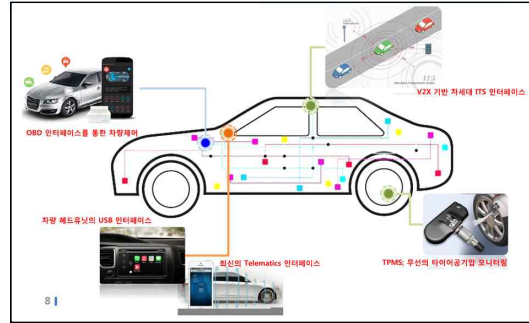 ITS
V2X 기반 차세대 ITS 인터페이스
OBD 인터페이스를 통한 차량제어
차량 헤드유닛의 USB 인터페이스
최신의 Telematics 인터페이스
TPMS; 무선의 타이어공기압 모니터링
8